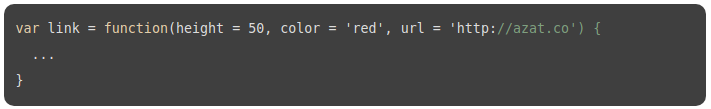 var link = function(height = 50, color = 'red', url = 'http://azat.co') {
...
}